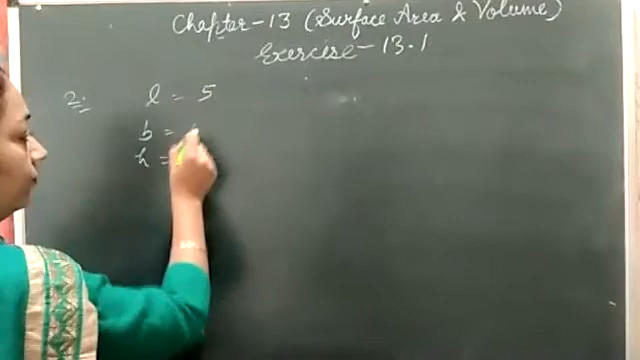 Chapter-13 (Surface Area & Volume)
Exercise-13.1
2. l = 5
b =
h =